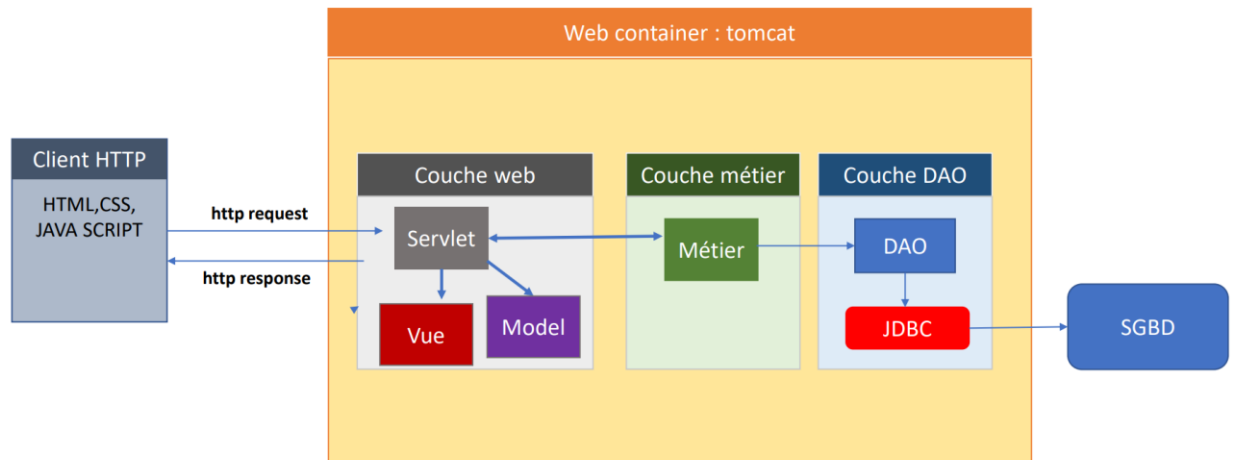 Web container : tomcat
Client HTTP
HTML,CSS,
JAVA SCRIPT
http request
http response
Couche web
Servlet
Vue
Model
Couche métier
Métier
Couche DAO
DAO
JDBC
SGBD